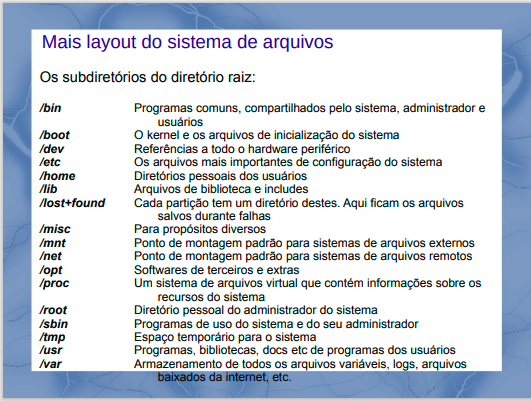 Mais layout do sistema de arquivos
Os subdiretórios do diretório raiz:
/bin Programas comuns, compartilhados pelo sistema, administrador e
usuários
/boot O kernel e os arquivos de inicialização do sistema
/dev Referências a todo o hardware periférico
/etc Os arquivos mais importantes de configuração do sistema
/home Diretórios pessoais dos usuários
/lib Arquivos de biblioteca e includes
/lost+found Cada partição tem um diretório destes. Aqui ficam os arquivos
salvos durante falhas
/misc Para propósitos diversos
/mnt Ponto de montagem padrão para sistemas de arquivos externos
/net Ponto de montagem padrão para sistemas de arquivos remotos
/opt Softwares de terceiros e extras
/proc Um sistema de arquivos virtual que contém informações sobre os
recursos do sistema
/root Diretório pessoal do administrador do sistema
/sbin Programas de uso do sistema e do seu administrador
/tmp Espaço temporário para o sistema
/usr Programas, bibliotecas, docs etc de programas dos usuários
/var Armazenamento de todos os arquivos variáveis, logs, arquivos
baixados da internet, etc.